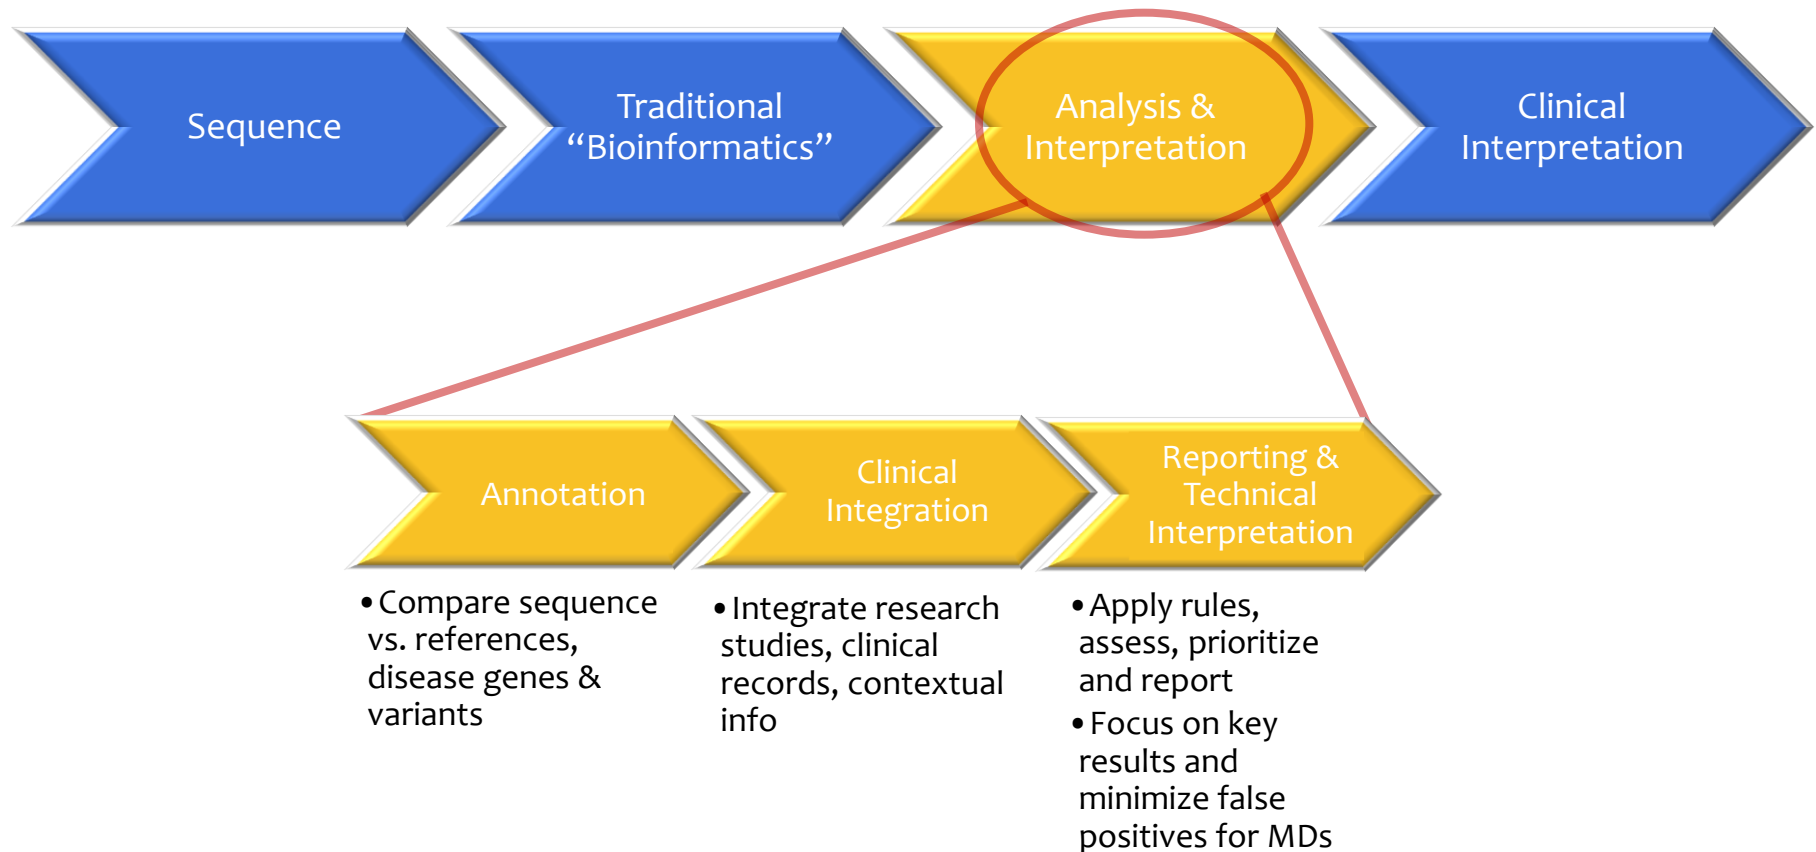 Sequence
Traditional
“Bioinformatics”
Analysis &
Interpretation
Clinical
Interpretation
Annotation
Clinical
Integration
Reporting &
Technical
Interpretation
•Compare sequence
vs. references,
disease genes &
variants
•Integrate research
studies, clinical
records, contextual
info
•Apply rules,
assess, prioritize
and report
•Focus on key
results and
minimize false
positives for MDs